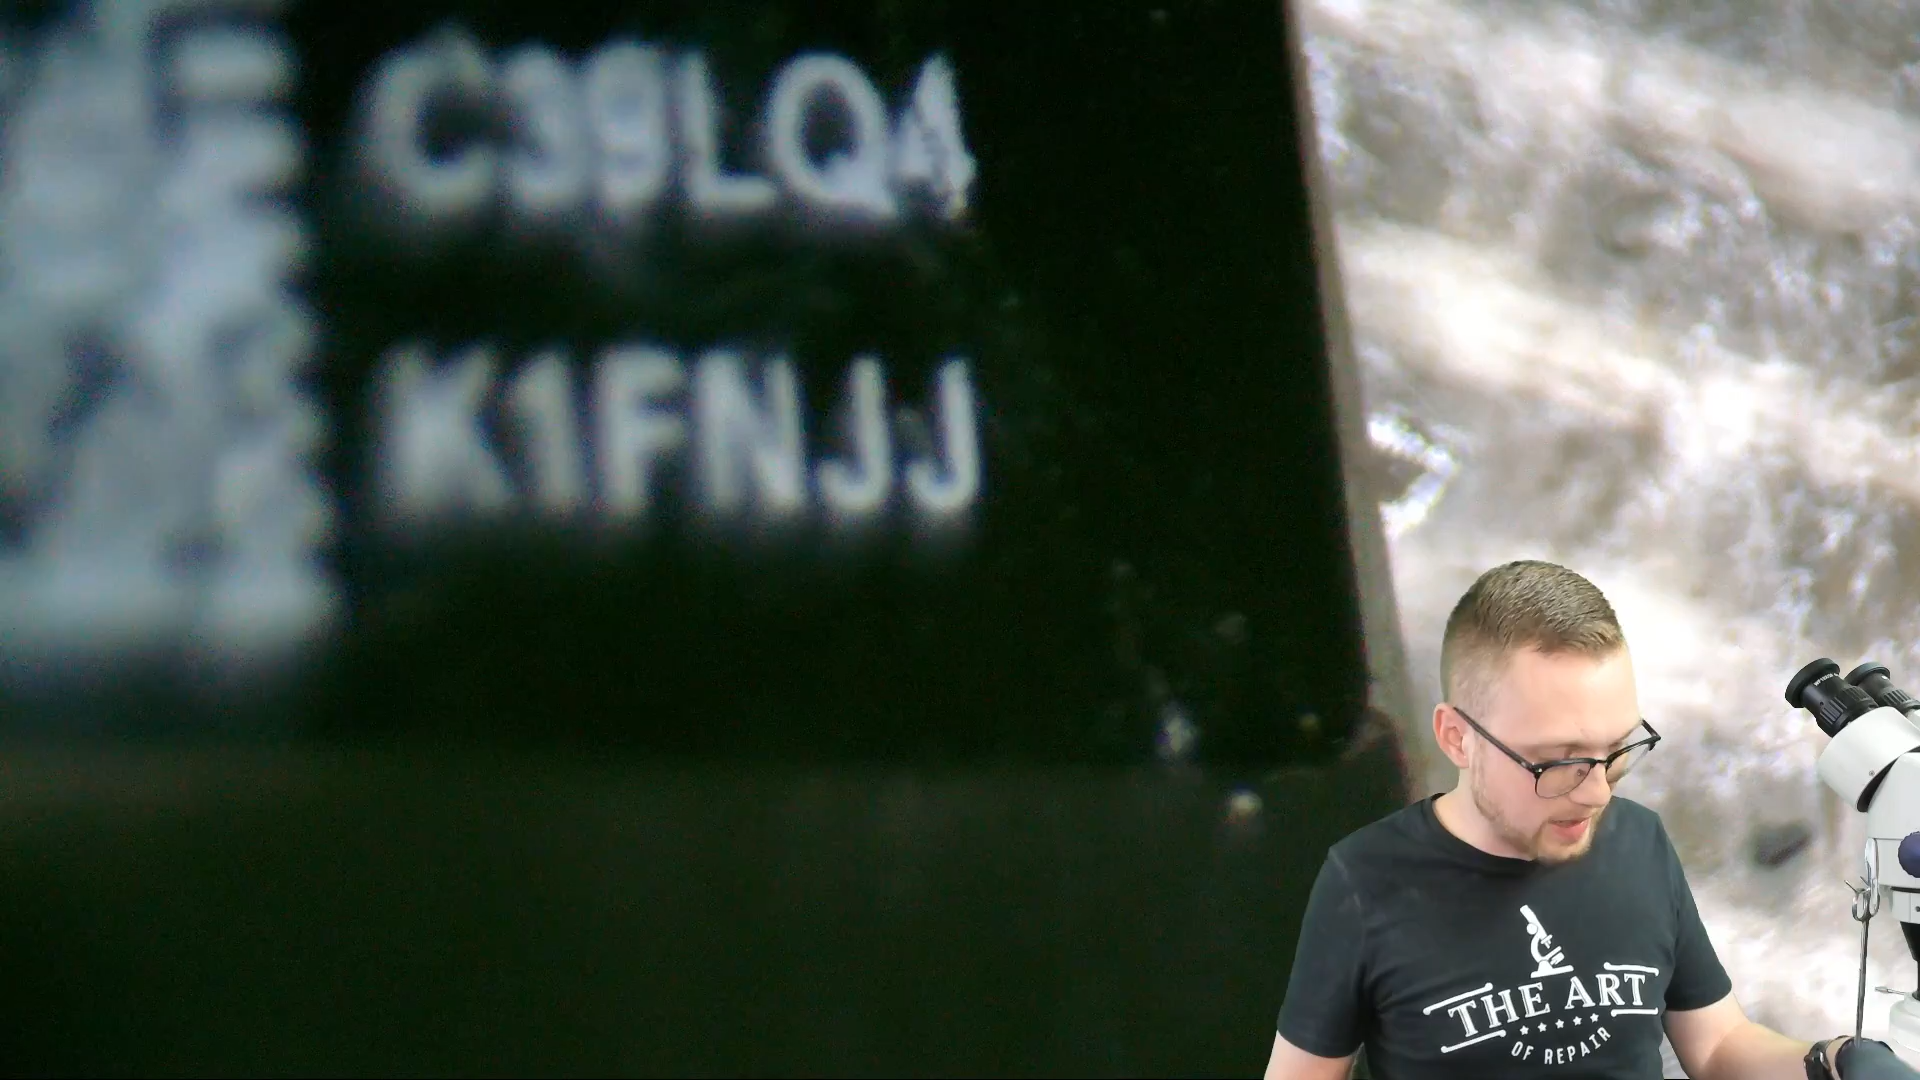 C39LQ4
K1FNJJ
THE ART
OF REPAIR